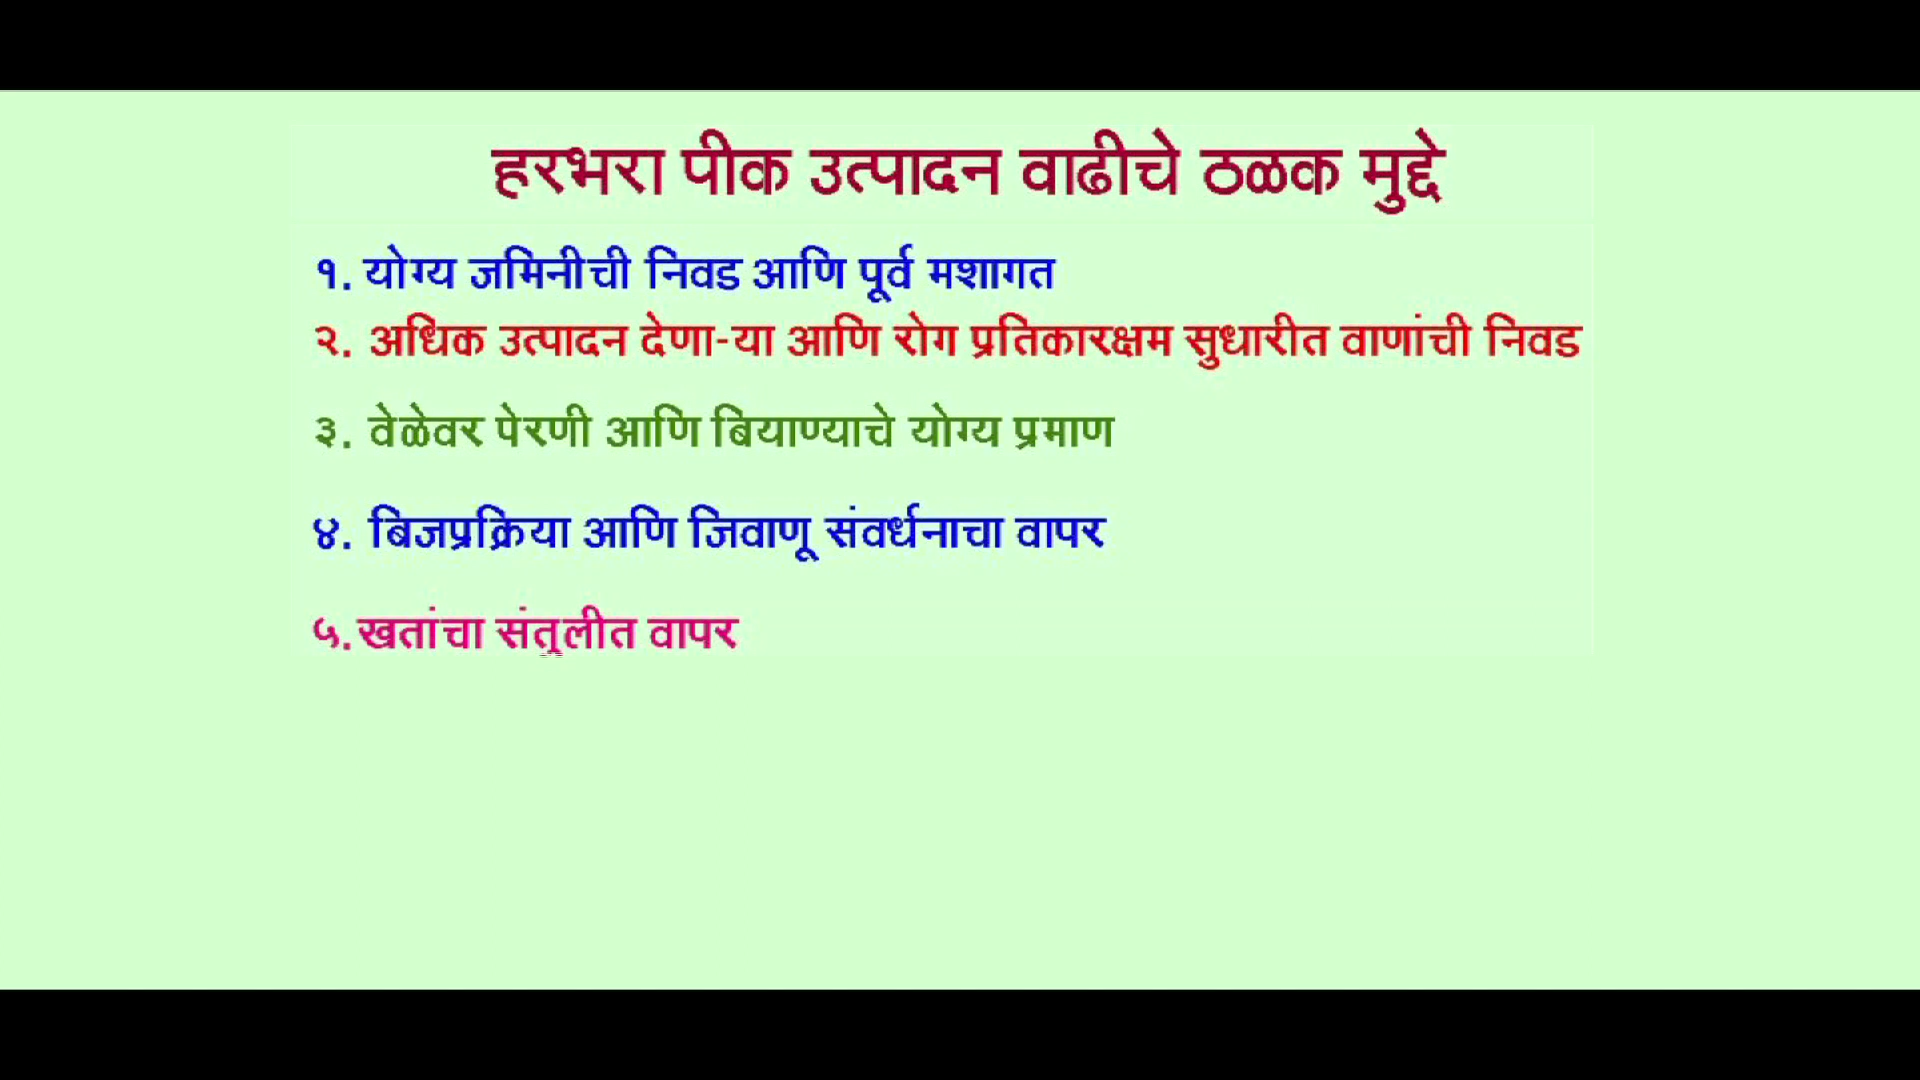 हरभरा पीक उत्पादन वाढीचे ठळक मुद्दे
१. योग्य जमिनीची निवड आणि पूर्व मशागत
२. अधिक उत्पादन देणा-या आणि रोग प्रतिकारक्षम सुधारीत वाणांची निवड
३. वेळेवर पेरणी आणि बियाण्याचे योग्य प्रमाण
४. बिजप्रक्रिया आणि जिवाणू संवर्धनाचा वापर
५.खतांचा संतुलीत वापर